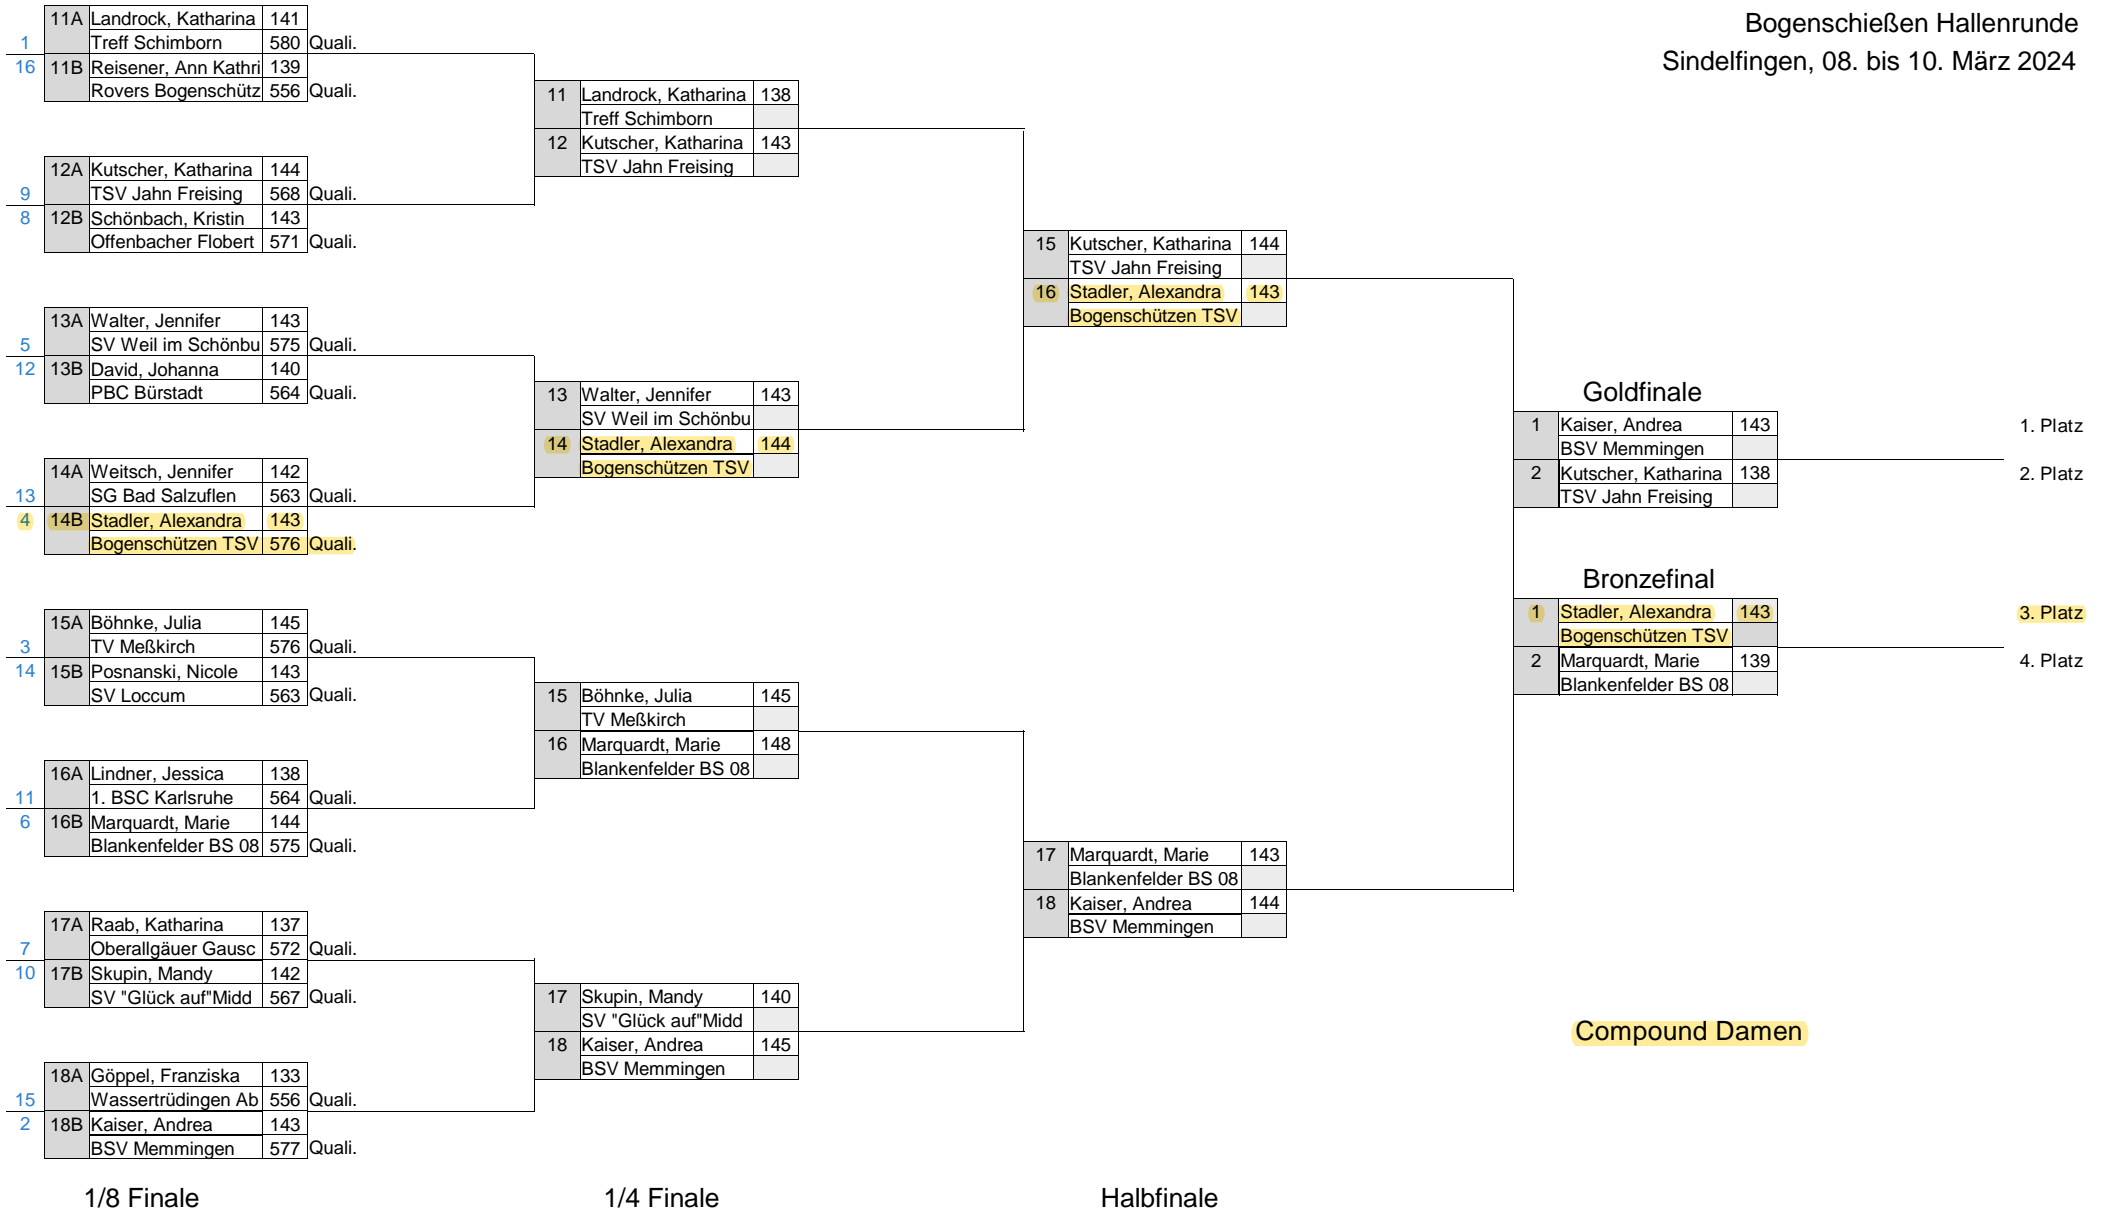 Bogenschießen Hallenrunde
Sindelfingen, 08. bis 10. März 2024
11A Landrock, Katharina 141
1 Treff Schimborn 580 Quali.
16 11B Reisener, Ann Kathri 139
Rovers Bogenschütz 556 Quali.
12A Kutscher, Katharina 144
9 TSV Jahn Freising 568 Quali.
8 12B Schönbach, Kristin 143
Offenbacher Flobert 571 Quali.
13A Walter, Jennifer 143
5 SV Weil im Schönbu 575 Quali.
12 13B David, Johanna 140
PBC Bürstadt 564 Quali.
14A Weitsch, Jennifer 142
13 SG Bad Salzuflen 563 Quali.
4 14B Stadler, Alexandra 143
Bogenschützen TSV 576 Quali.
15A Böhnke, Julia 145
3 TV Meßkirch 576 Quali.
14 15B Posnanski, Nicole 143
SV Loccum 563 Quali.
16A Lindner, Jessica 138
11 1. BSC Karlsruhe 564 Quali.
6 16B Marquardt, Marie 144
Blankenfelder BS 08 575 Quali.
17A Raab, Katharina 137
7 Oberallgäuer Gausc 572 Quali.
10 17B Skupin, Mandy 142
SV "Glück auf"Midd 567 Quali.
18A Göppel, Franziska 133
15 Wassertrüdingen Ab 556 Quali.
2 18B Kaiser, Andrea 143
BSV Memmingen 577 Quali.
1/8 Finale
11 Landrock, Katharina 138
Treff Schimborn
12 Kutscher, Katharina 143
TSV Jahn Freising
13 Walter, Jennifer 143
SV Weil im Schönbu
14 Stadler, Alexandra 144
Bogenschützen TSV
15 Böhnke, Julia 145
TV Meßkirch
16 Marquardt, Marie 148
Blankenfelder BS 08
17 Skupin, Mandy 140
SV "Glück auf"Midd
18 Kaiser, Andrea 145
BSV Memmingen
1/4 Finale
15 Kutscher, Katharina 144
TSV Jahn Freising
16 Stadler, Alexandra 143
Bogenschützen TSV
17 Marquardt, Marie 143
Blankenfelder BS 08
18 Kaiser, Andrea 144
BSV Memmingen
Halbfinale
Goldfinale
1 Kaiser, Andrea 143 1. Platz
BSV Memmingen
2 Kutscher, Katharina 138 2. Platz
TSV Jahn Freising
Bronzefinal
1 Stadler, Alexandra 143 3. Platz
Bogenschützen TSV
2 Marquardt, Marie 139 4. Platz
Blankenfelder BS 08
Compound Damen